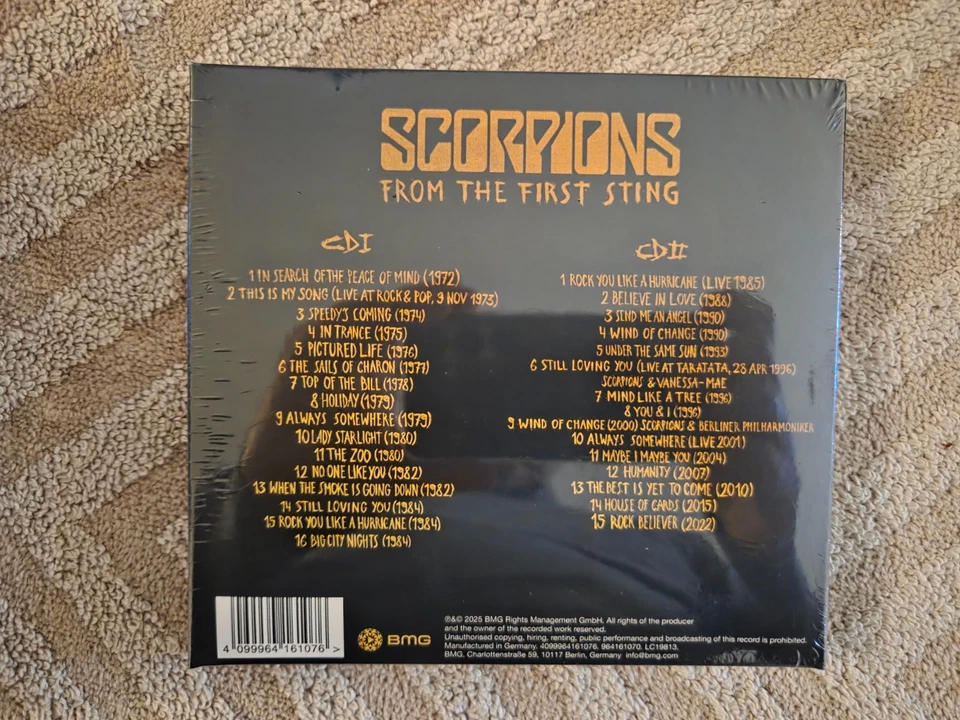 SCORPIONS
FROM THE FIRST STING
CD I
1 IN SEARCH OF THE PEACE OF MIND (1972)
2 THIS IS MY SONG (LIVE AT ROCK & POP, 9 NOV 1973)
3 SPEEDY'S COMING (1974)
4 IN TRANCE (1975)
5 PICTURED LIFE (1976)
6 THE SAILS OF CHARON (1977)
7 TOP OF THE BILL (1978)
8 HOLIDAY (1979)
9 ALWAYS SOMEWHERE (1979)
10 LADY STARLIGHT (1980)
11 THE ZOO (1980)
12 NO ONE LIKE YOU (1982)
13 WHEN THE SMOKE IS GOING DOWN (1982)
14 STILL LOVING YOU (1984)
15 ROCK YOU LIKE A HURRICANE (1984)
16 BIG CITY NIGHTS (1984)
CD II
1 ROCK YOU LIKE A HURRICANE (LIVE 1985)
2 BELIEVE IN LOVE (1988)
3 SEND ME AN ANGEL (1990)
4 WIND OF CHANGE (1990)
5 UNDER THE SAME SUN (1993)
6 STILL LOVING YOU (LIVE AT TARATATA, 28 APR 1996)
SCORPIONS & VANESSA-MAE
7 MIND LIKE A TREE (1996)
8 YOU & I (1996)
9 WIND OF CHANGE (2000) SCORPIONS & BERLINER PHILHARMONIKER
10 ALWAYS SOMEWHERE (LIVE 2001)
11 MAYBE I MAYBE YOU (2004)
12 HUMANITY (2007)
13 THE BEST IS YET TO COME (2010)
14 HOUSE OF CARDS (2015)
15 ROCK BELIEVER (2022)
4 099964 161076 >
BMG
℗&© 2025 BMG Rights Management GmbH. All rights of the producer
and the owner of the recorded work reserved.
Unauthorised copying, hiring, renting, public performance and broadcasting of this record is prohibited.
Manufactured in Germany. 4099964161076. 964161070. LC19813.
BMG, Charlottenstraße 59, 10117 Berlin, Germany info@bmg.com